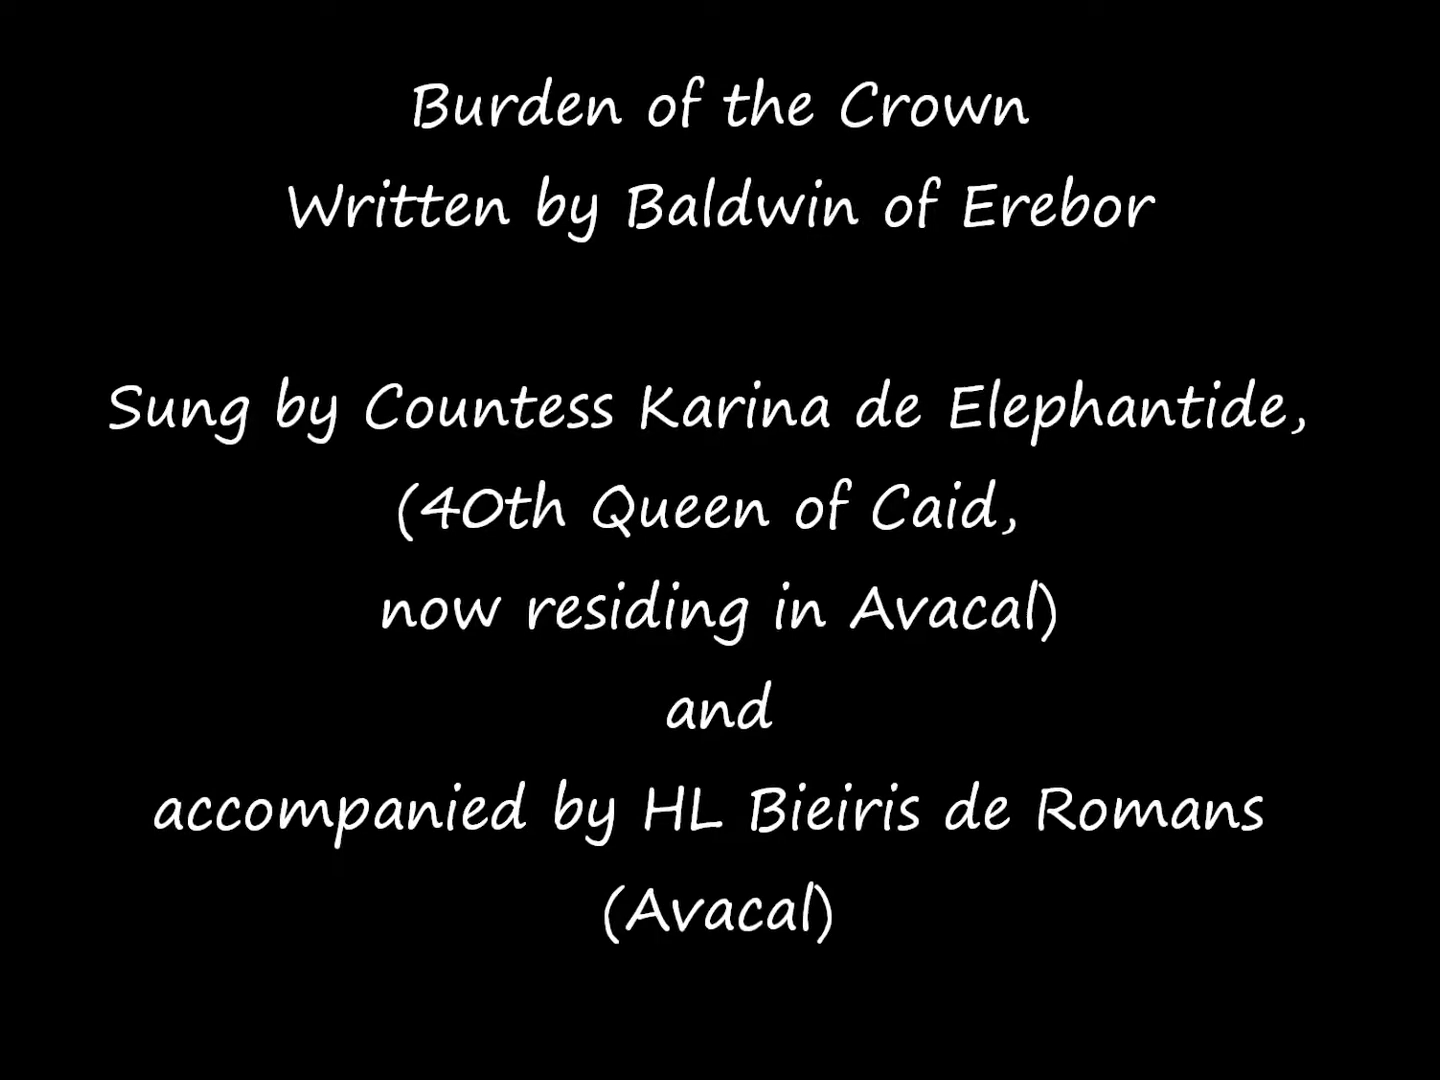 Burden of the Crown
Written by Baldwin of Erebor
Sung by Countess Karina de Elephantide,
(40th Queen of Caid,
now residing in Avacal)
and
accompanied by HL Bieiris de Romans
(Avacal)